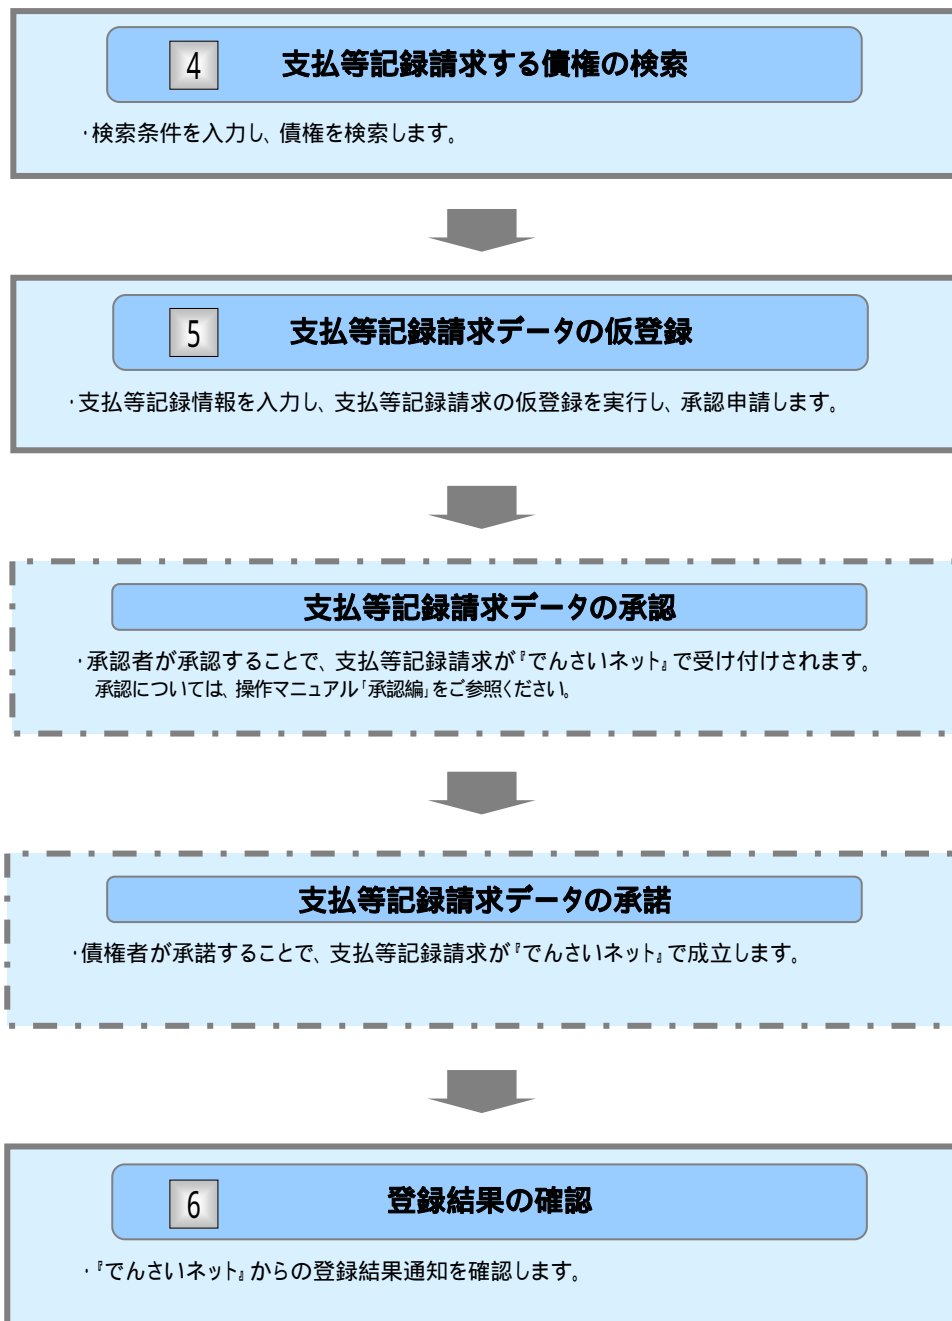 4 支払等記録請求する債権の検索
・検索条件を入力し、債権を検索します。
5 支払等記録請求データの仮登録
・支払等記録情報を入力し、支払等記録請求の仮登録を実行し、承認申請します。
支払等記録請求データの承認
・承認者が承認することで、支払等記録請求が『でんさいネット』で受け付けされます。
承認については、操作マニュアル「承認編」をご参照ください。
支払等記録請求データの承諾
・債権者が承諾することで、支払等記録請求が『でんさいネット』で成立します。
6 登録結果の確認
・『でんさいネット』からの登録結果通知を確認します。